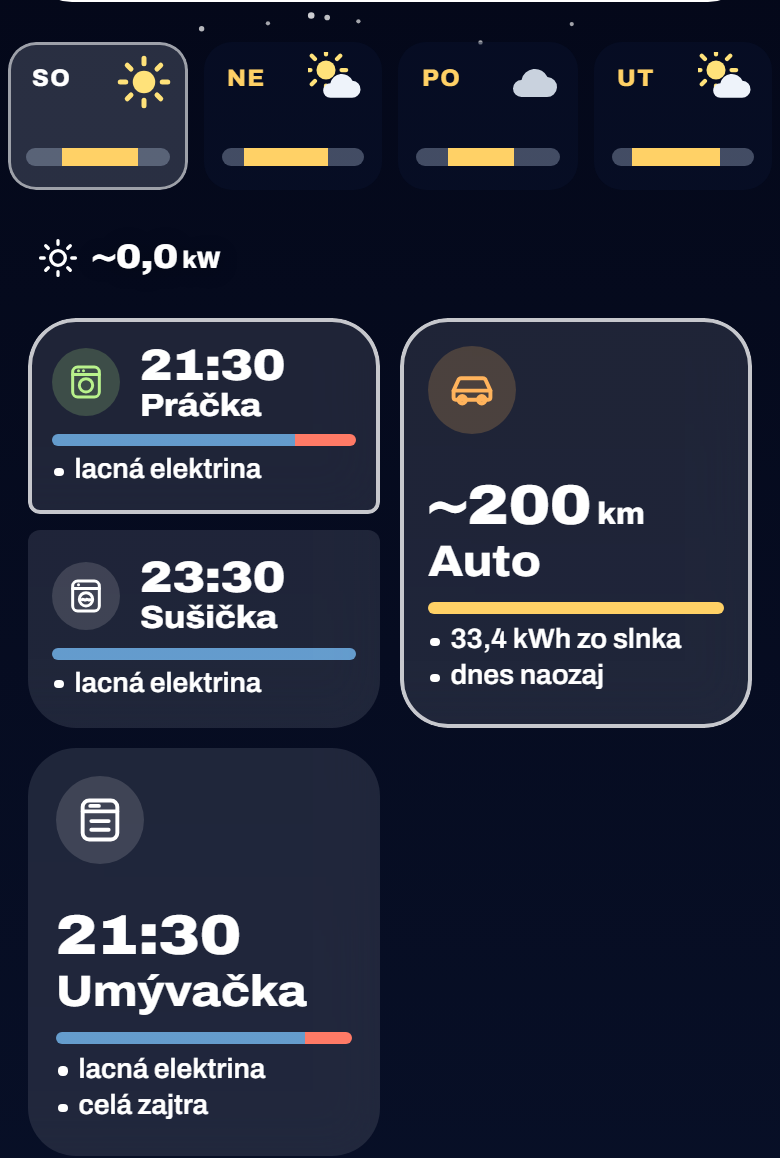 SO
NE
PO
UT
~0,0 kW
21:30
Práčka
lacná elektrina
23:30
Sušička
lacná elektrina
~200 km
Auto
33,4 kWh zo slnka
dnes naozaj
21:30
Umývačka
lacná elektrina
celá zajtra